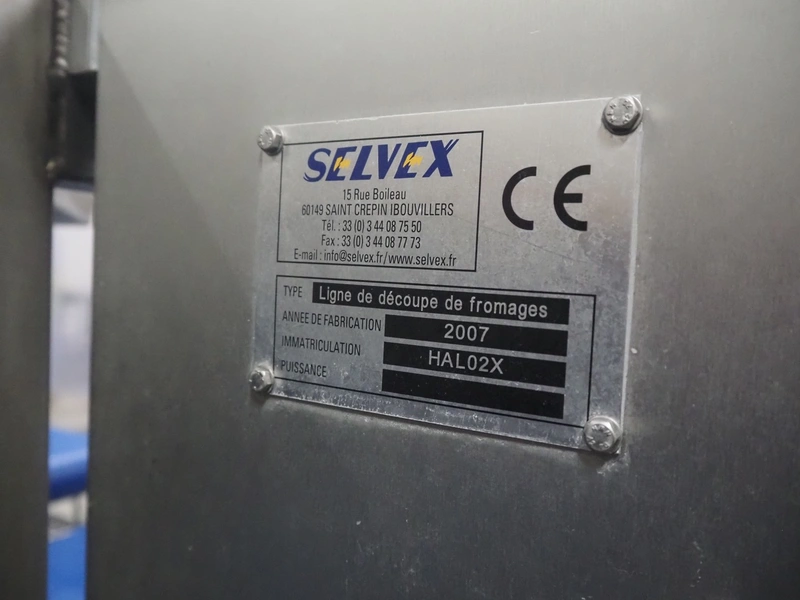 SELVEX
15 Rue Boileau
60149 SAINT CREPIN IBOUVILLERS
Tél. : 33 (0) 3 44 08 75 50
Fax : 33 (0) 3 44 08 77 73
E-mail : info@selvex.fr/www.selvex.fr
CE
TYPE Ligne de découpe de fromages
ANNEE DE FABRICATION 2007
IMMATRICULATION HAL02X
PUISSANCE